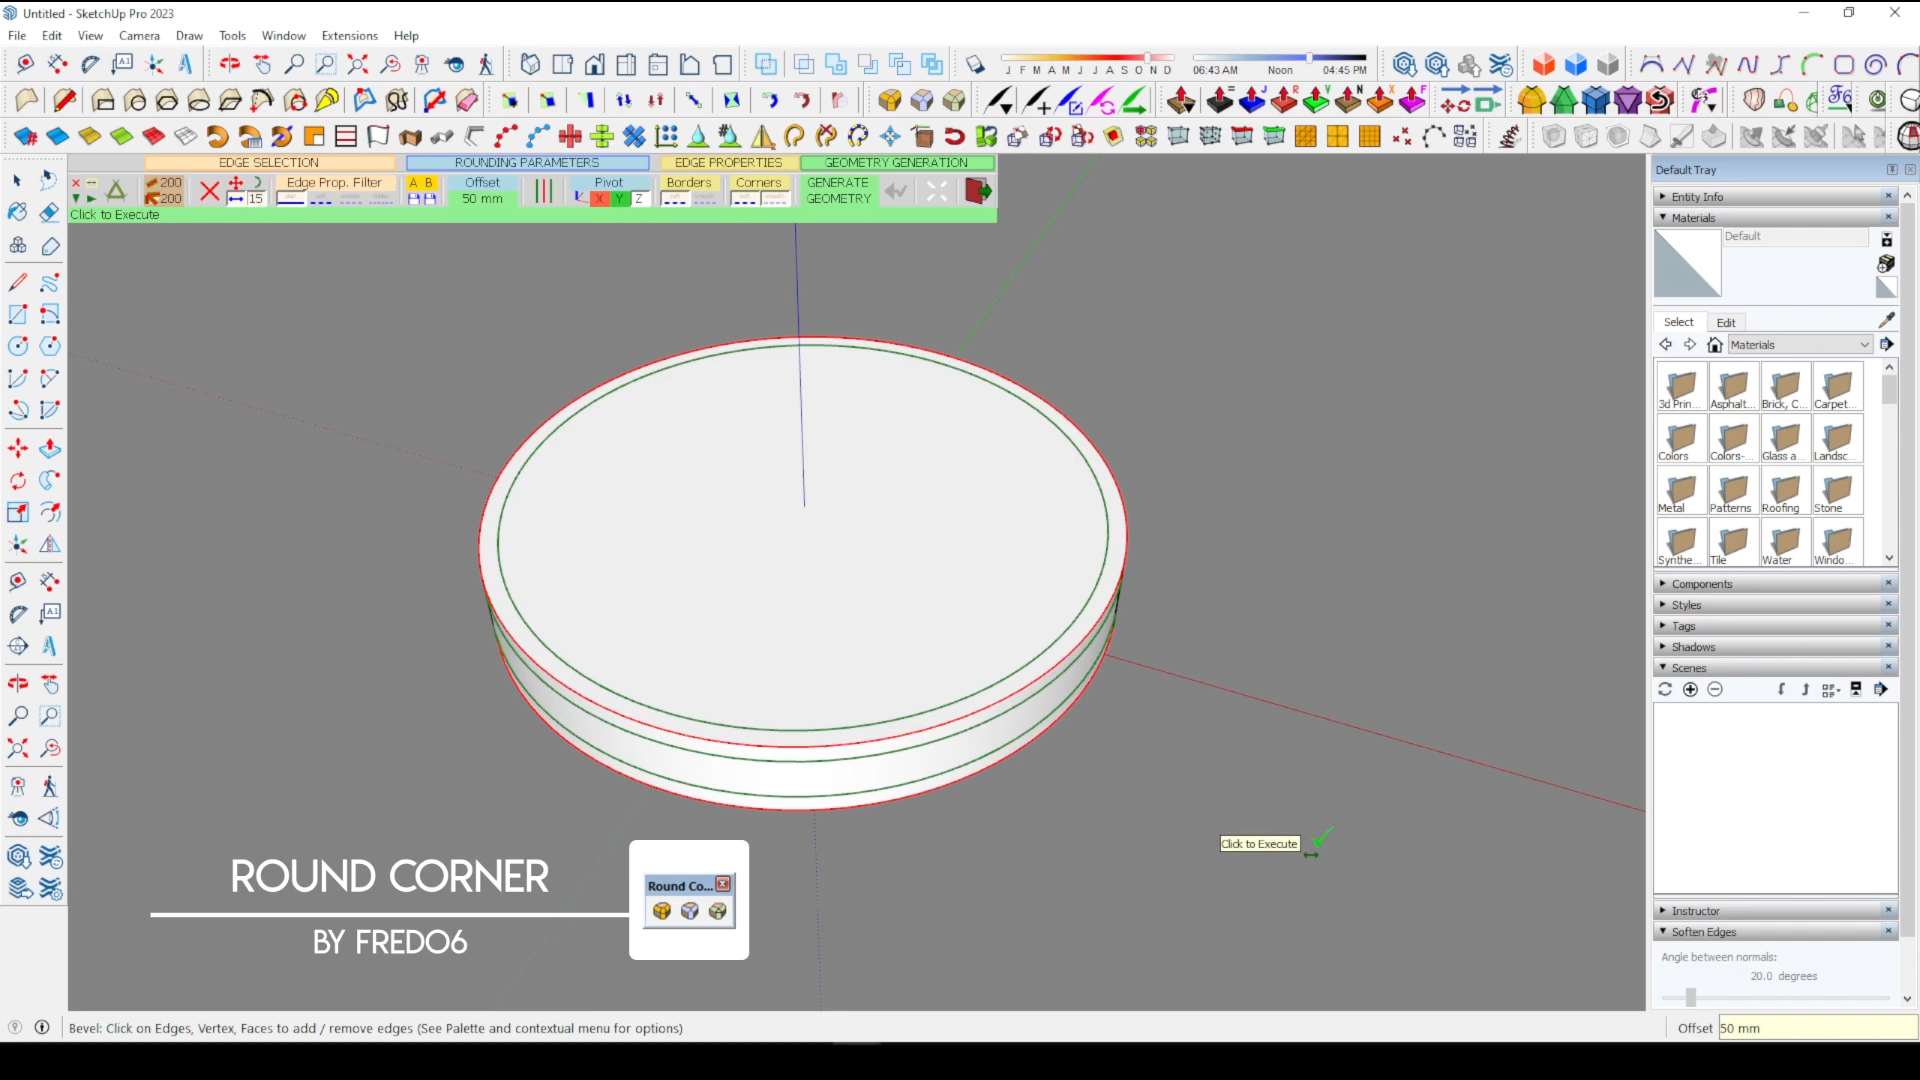 Untitled - SketchUp Pro 2023
File Edit View Camera Draw Tools Window Extensions Help
J F M A M J J A S O N D
06:43 AM Noon 04:45 PM
EDGE SELECTION ROUNDING PARAMETERS EDGE PROPERTIES GEOMETRY GENERATION
200 Edge Prop. Filter A B Offset Pivot Borders Corners GENERATE
200 15 50 mm X Y Z GEOMETRY
Click to Execute
Default Tray
Entity Info
Materials
Default
Select Edit
Materials
3d Prin... Asphalt... Brick, C... Carpet...
Colors Colors-... Glass a... Landsc...
Metal Patterns Roofing Stone
Synthe... Tile Water Windo...
Components
Styles
Tags
Shadows
Scenes
Click to Execute
ROUND CORNER
BY FREDO6
Round Co...
Instructor
Soften Edges
Angle between normals:
20.0 degrees
Bevel: Click on Edges, Vertex, Faces to add / remove edges (See Palette and contextual menu for options)
Offset 50 mm